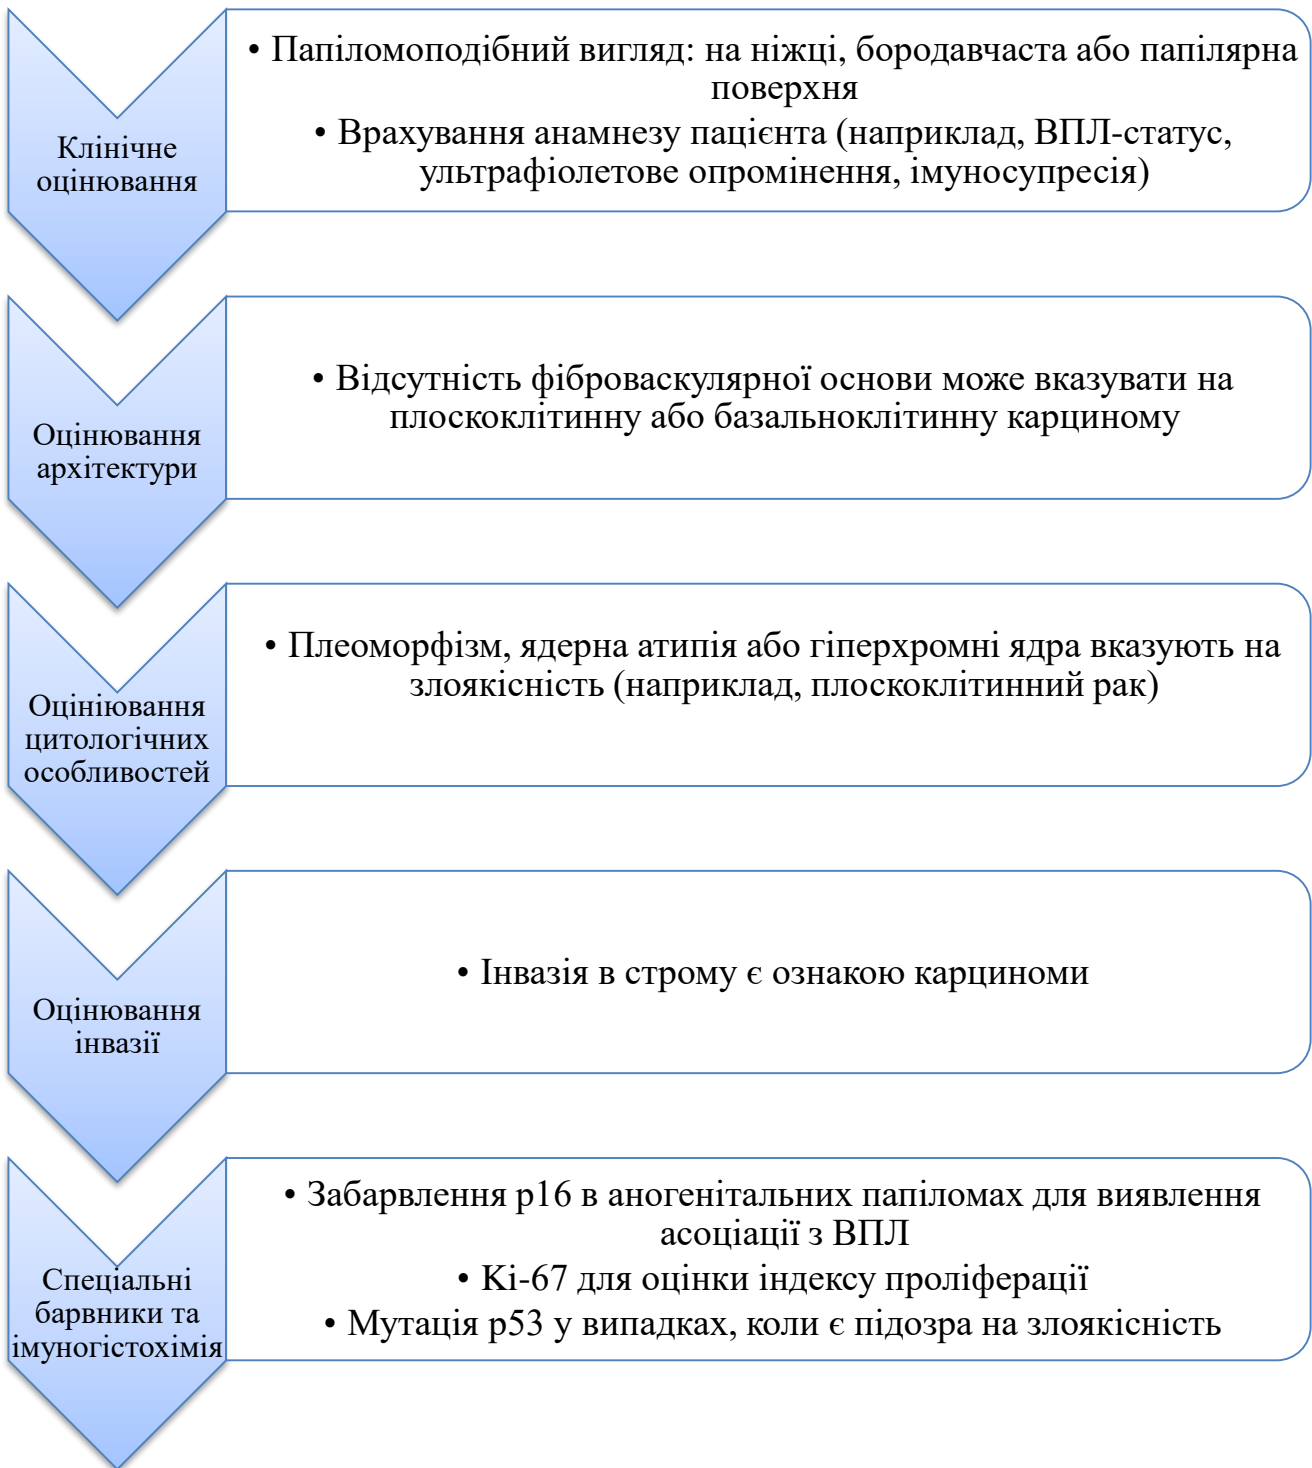 Клінічне
оцінювання
• Папіломоподібний вигляд: на ніжці, бородавчаста або папілярна
поверхня
• Врахування анамнезу пацієнта (наприклад, ВПЛ-статус,
ультрафіолетове опромінення, імуносупресія)
Оцінювання
архітектури
• Відсутність фіброваскулярної основи може вказувати на
плоскоклітинну або базальноклітинну карциному
Оцініювання
цитологічних
особливостей
• Плеоморфізм, ядерна атипія або гіперхромні ядра вказують на
злоякісність (наприклад, плоскоклітинний рак)
Оцінювання
інвазії
• Інвазія в строму є ознакою карциноми
Спеціальні
барвники та
імуногістохімія
• Забарвлення p16 в аногенітальних папіломах для виявлення
асоціації з ВПЛ
• Ki-67 для оцінки індексу проліферації
• Мутація p53 у випадках, коли є підозра на злоякісність